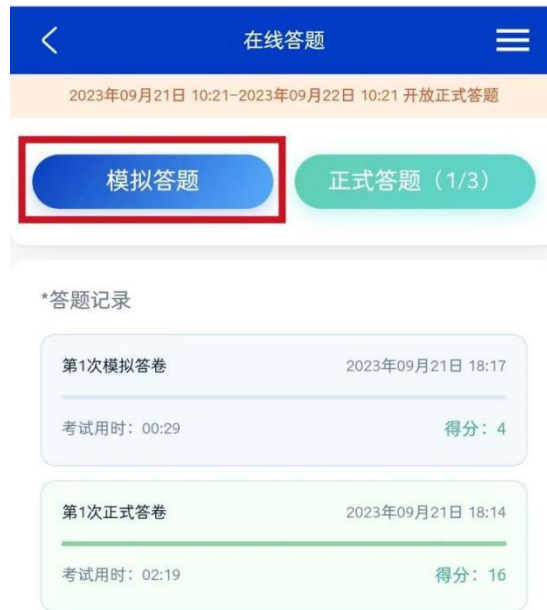 在线答题
2023年09月21日 10:21-2023年09月22日 10:21 开放正式答题
模拟答题
正式答题（1/3）
*答题记录
第1次模拟答卷 2023年09月21日 18:17
考试用时：00:29 得分：4
第1次正式答卷 2023年09月21日 18:14
考试用时：02:19 得分：16